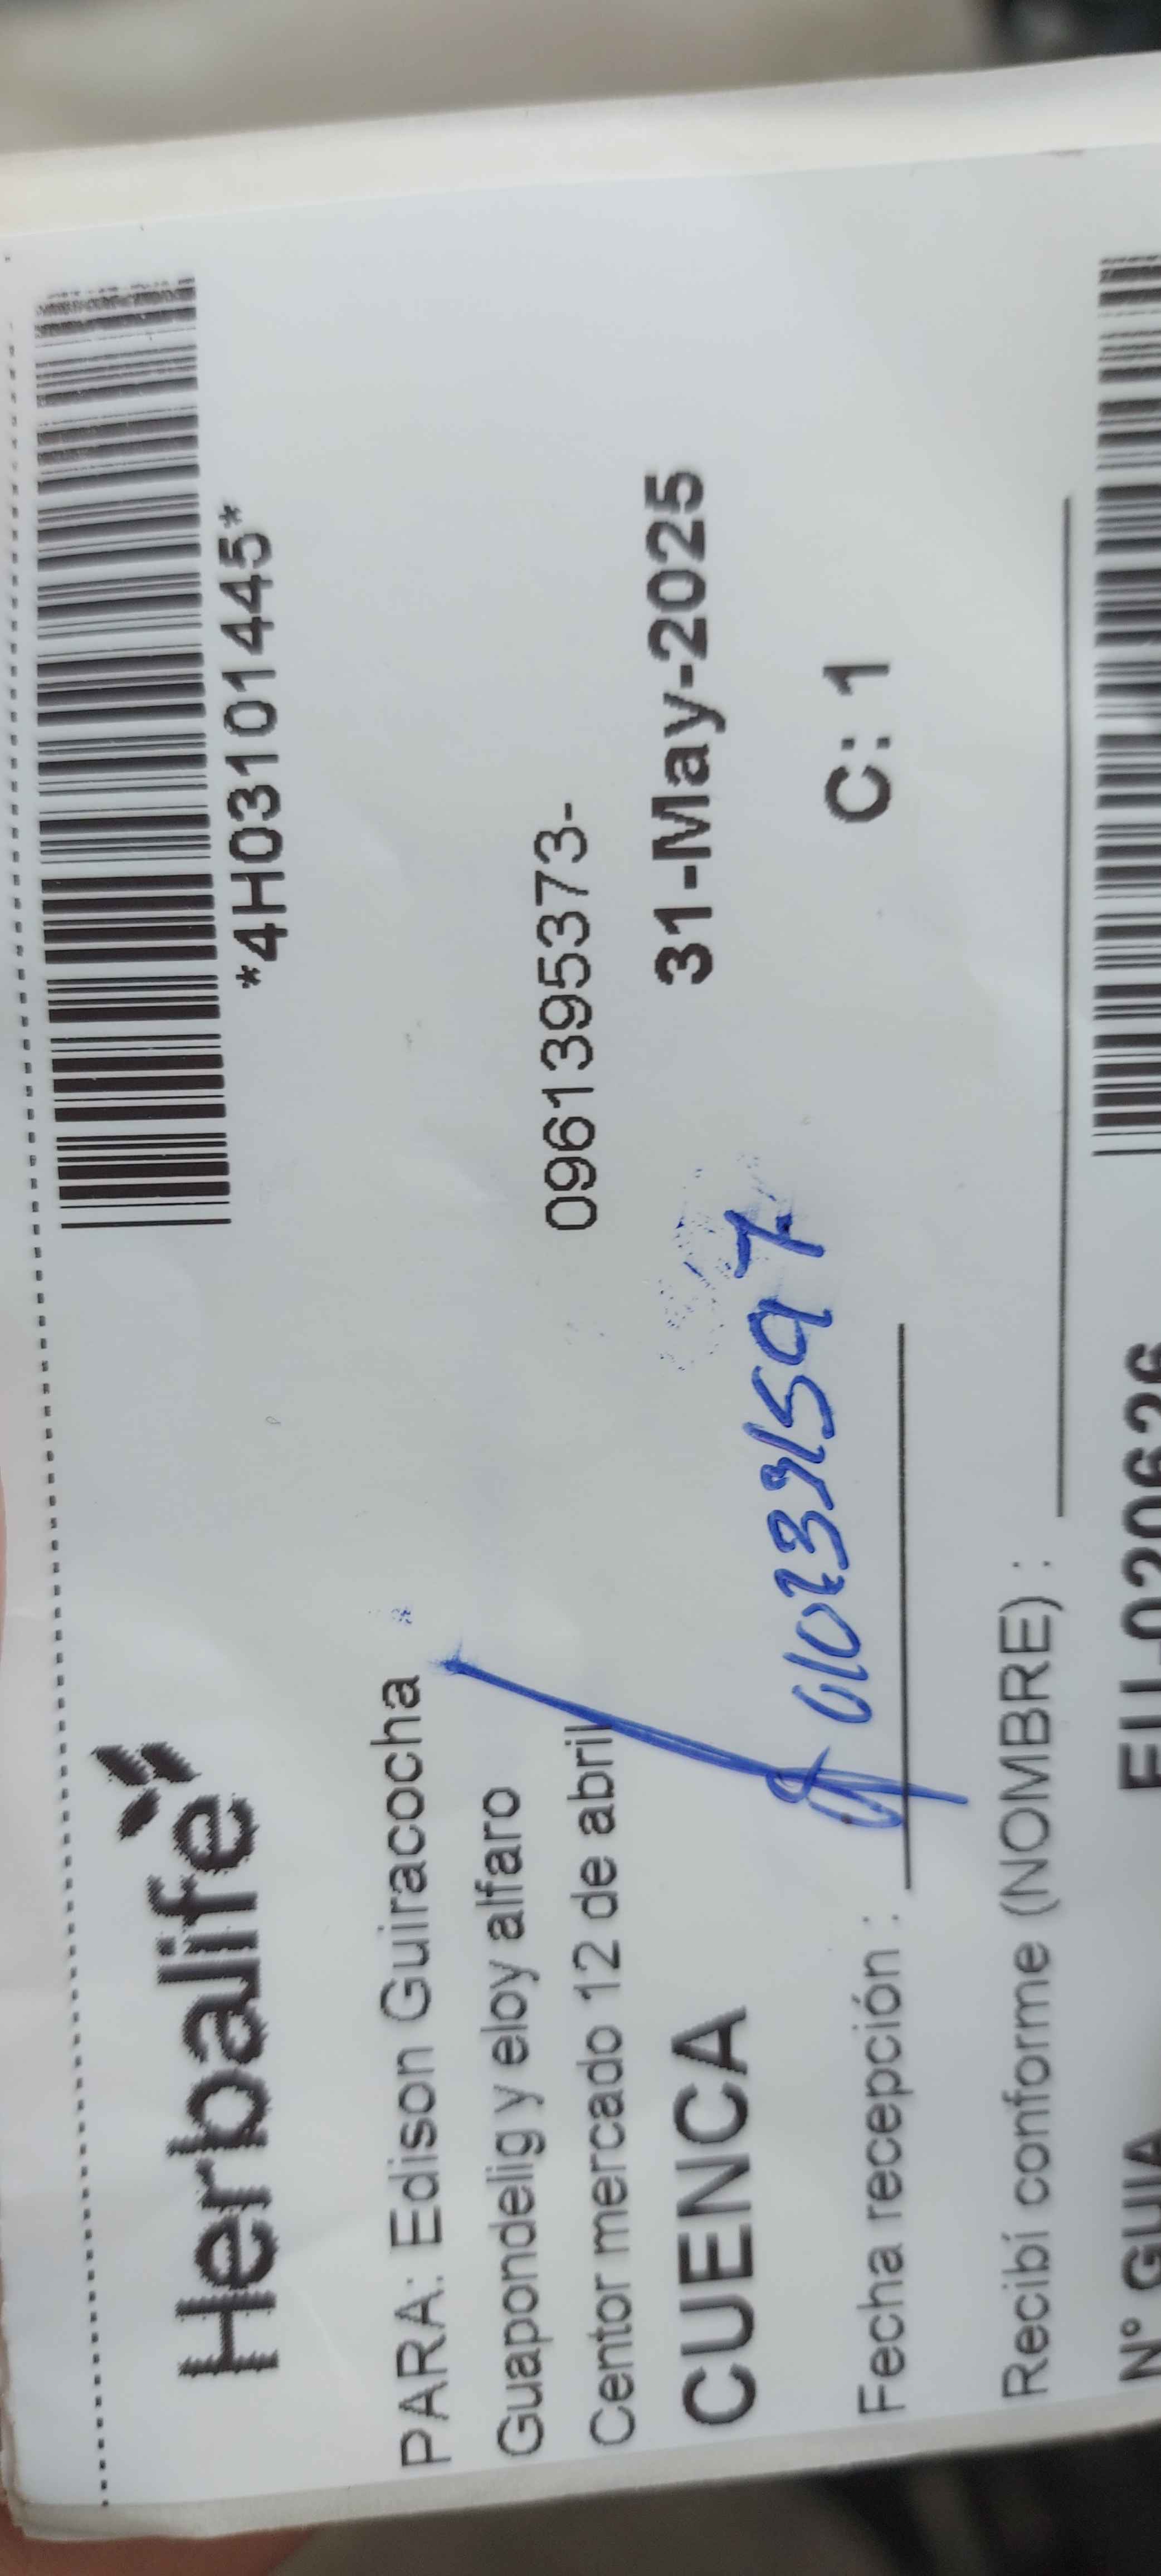 Herbalife
*4H03101445*
PARA: Edison Guiracocha
Guapondelig y eloy alfaro
0961395373-
Centor mercado 12 de abril
CUENCA
31-May-2025
Fecha recepción :
C: 1
Recibí conforme (NOMBRE) :
N° GUIA